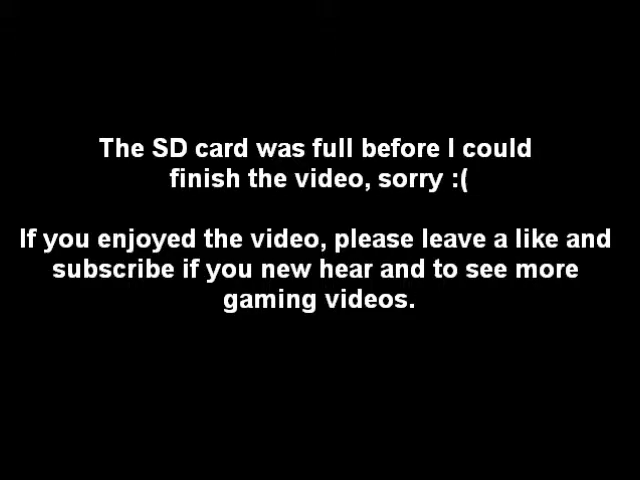 The SD card was full before I could
finish the video, sorry :(
If you enjoyed the video, please leave a like and
subscribe if you new hear and to see more
gaming videos.